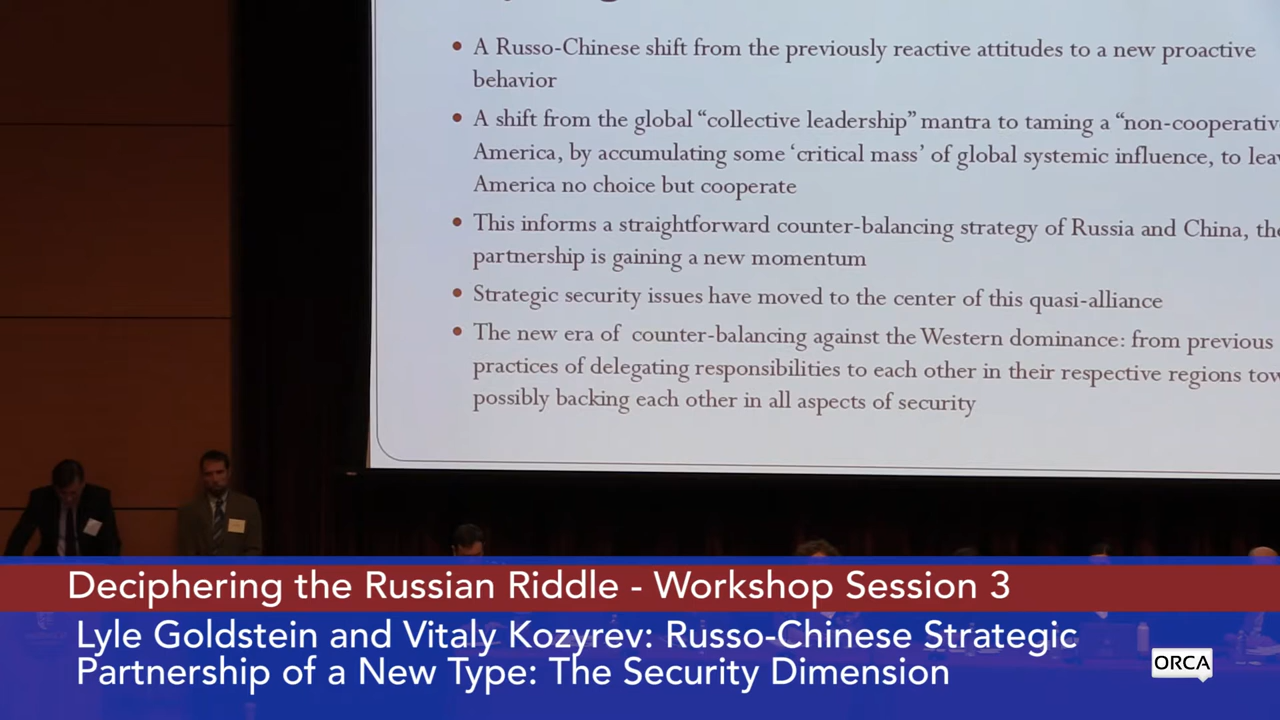 • A Russo-Chinese shift from the previously reactive attitudes to a new proactive
behavior
• A shift from the global “collective leadership” mantra to taming a “non-cooperativ
America, by accumulating some ‘critical mass’ of global systemic influence, to leav
America no choice but cooperate
• This informs a straightforward counter-balancing strategy of Russia and China, the
partnership is gaining a new momentum
• Strategic security issues have moved to the center of this quasi-alliance
• The new era of counter-balancing against the Western dominance: from previous
practices of delegating responsibilities to each other in their respective regions tow
possibly backing each other in all aspects of security
Deciphering the Russian Riddle - Workshop Session 3
Lyle Goldstein and Vitaly Kozyrev: Russo-Chinese Strategic
Partnership of a New Type: The Security Dimension
ORCA